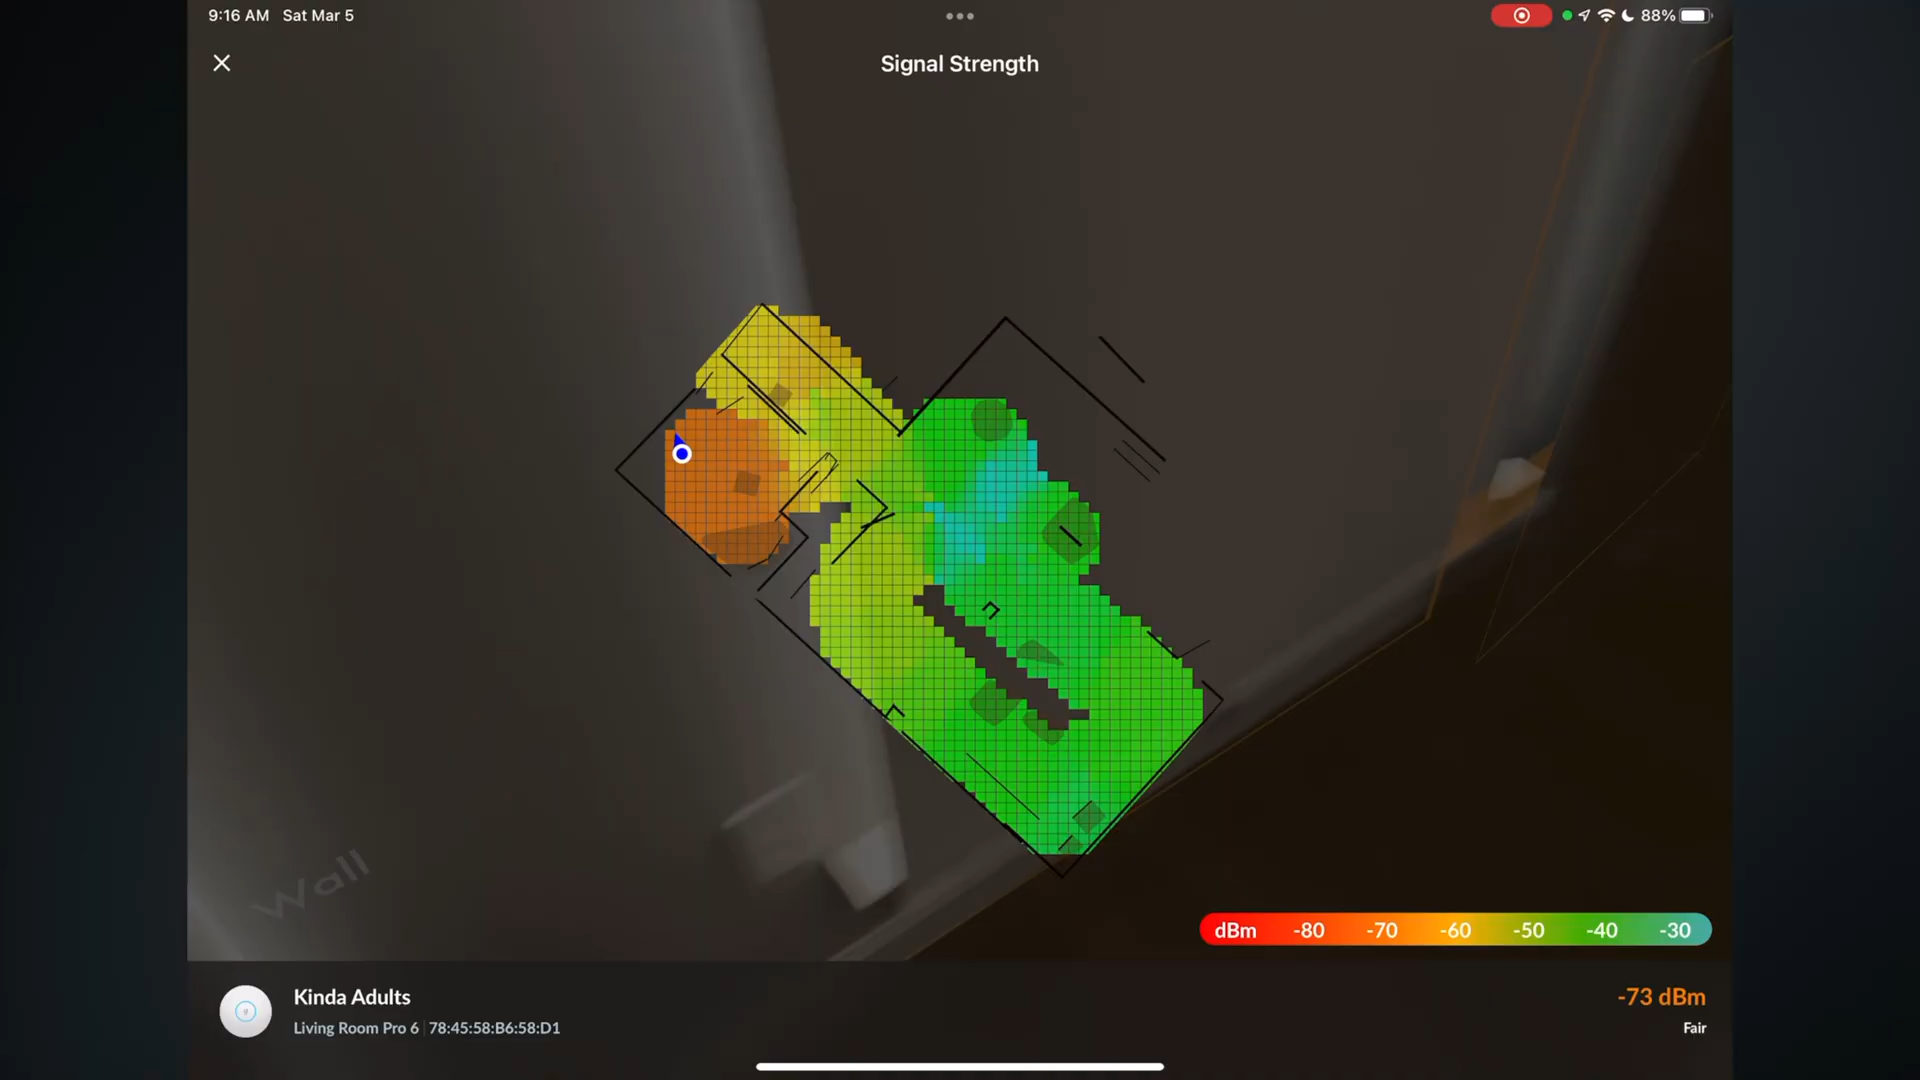 9:16 AM Sat Mar 5
88%
Signal Strength
Wall
dBm -80 -70 -60 -50 -40 -30
Kinda Adults
-73 dBm
Living Room Pro 6 | 78:45:58:B6:58:D1
Fair